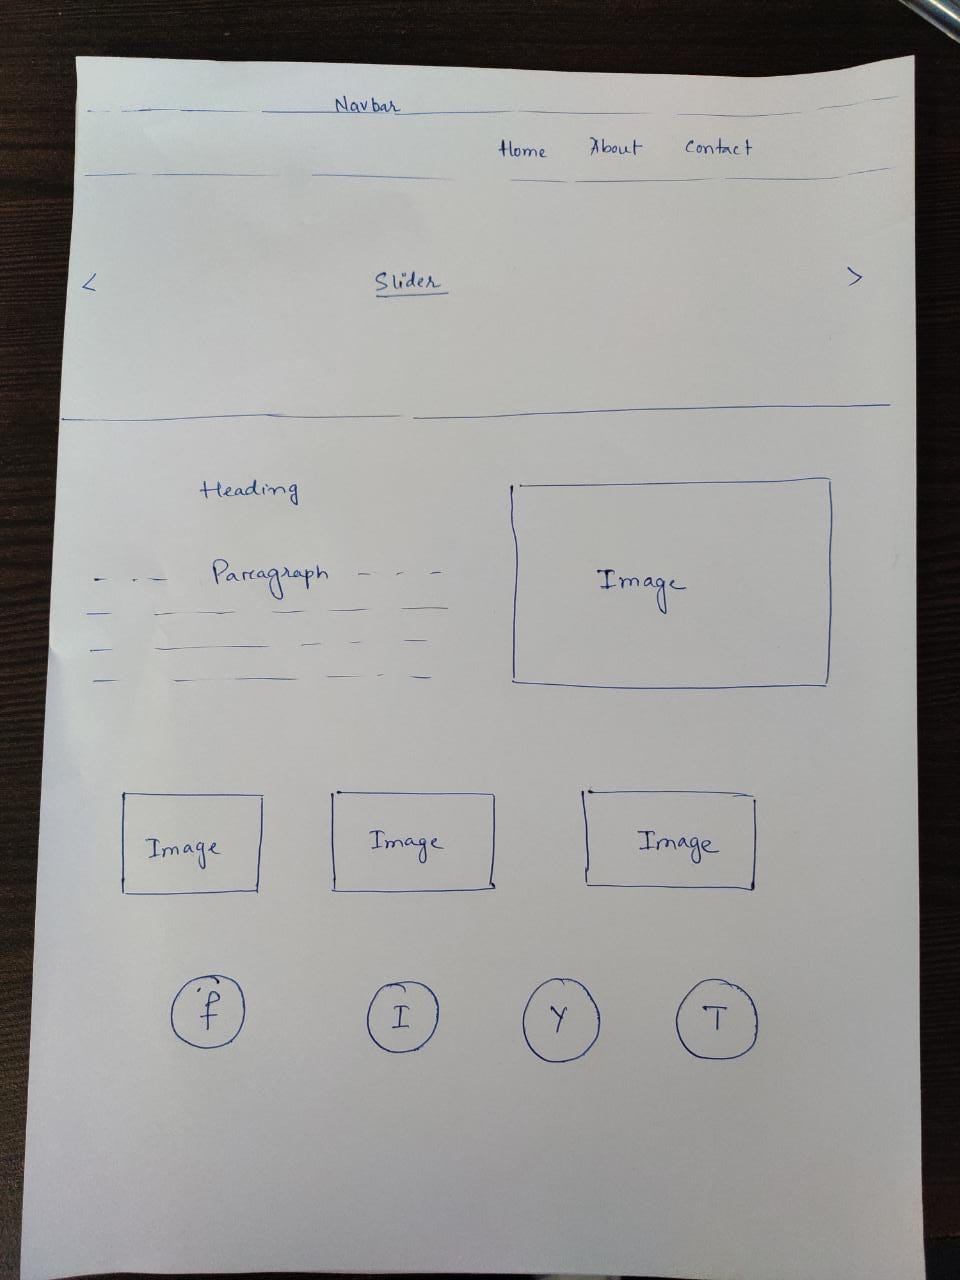 Navbar
Home About Contact
< Slider >
Heading
Paragraph
Image
Image Image Image
f I Y T